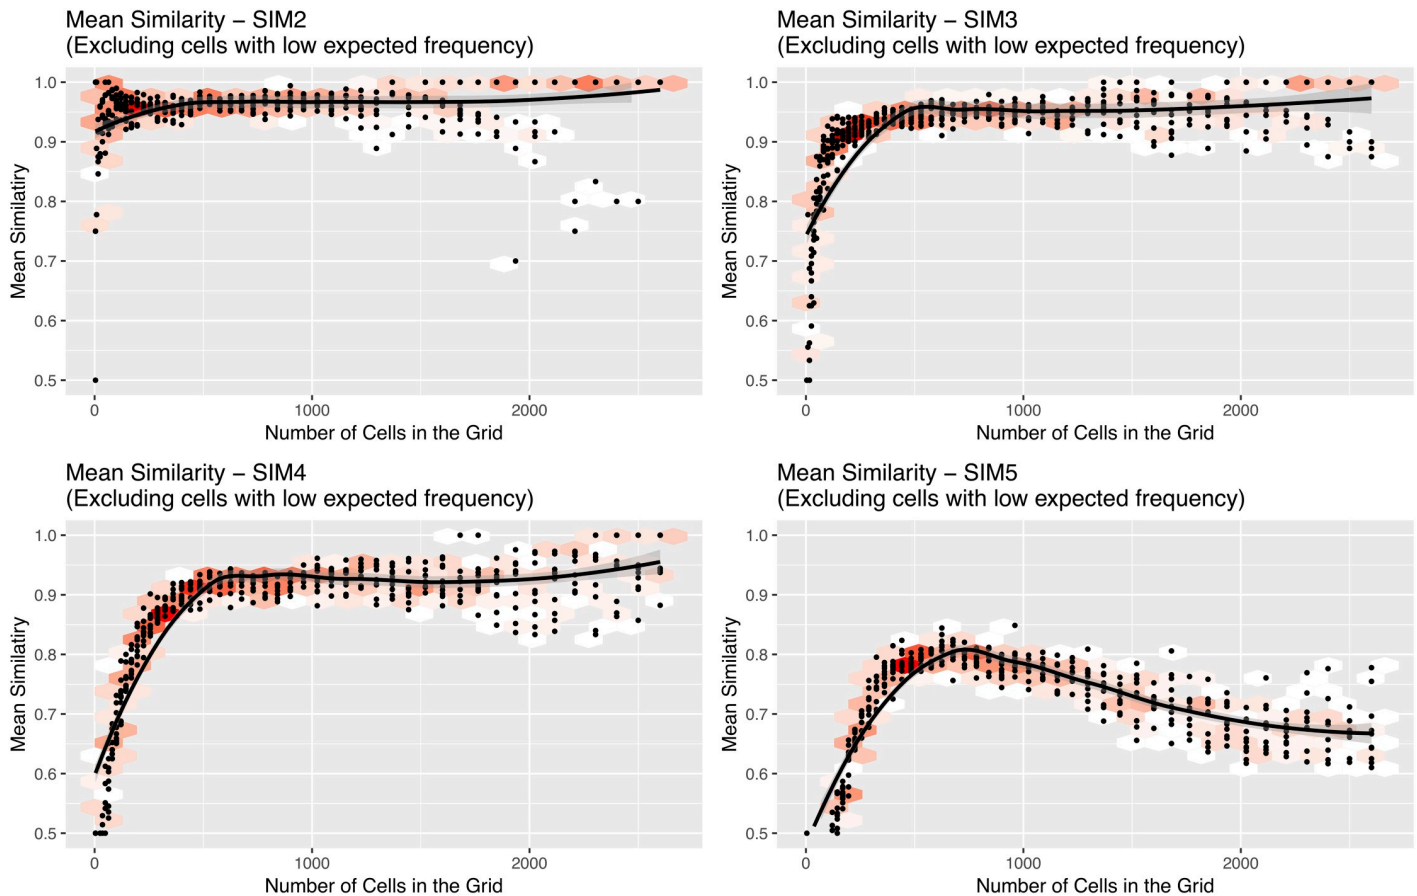 Mean Similarity – SIM2
(Excluding cells with low expected frequency)
1.0
0.9
0.8
0.7
0.6
0.5
Mean Similatiry
0
1000
2000
Number of Cells in the Grid
Mean Similarity – SIM3
(Excluding cells with low expected frequency)
1.0
0.9
0.8
0.7
0.6
0.5
Mean Similatiry
0
1000
2000
Number of Cells in the Grid
Mean Similarity – SIM4
(Excluding cells with low expected frequency)
1.0
0.9
0.8
0.7
0.6
0.5
Mean Similatiry
0
1000
2000
Number of Cells in the Grid
Mean Similarity – SIM5
(Excluding cells with low expected frequency)
1.0
0.9
0.8
0.7
0.6
0.5
Mean Similatiry
0
1000
2000
Number of Cells in the Grid